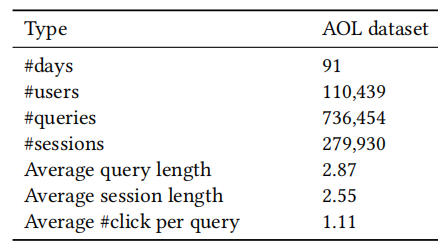 Type AOL dataset
#days 91
#users 110,439
#queries 736,454
#sessions 279,930
Average query length 2.87
Average session length 2.55
Average #click per query 1.11